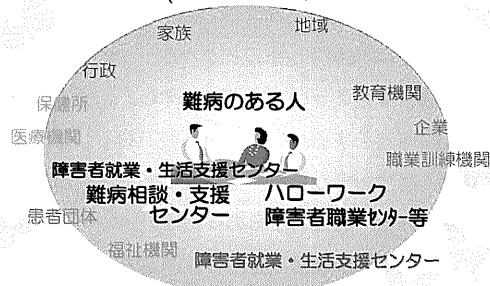 家族
地域
行政
教育機関
保健所
難病のある人
企業
医療機関
職業訓練機関
障害者就業・生活支援センター
難病相談・支援
センター
ハローワーク
障害者職業センター等
患者団体
福祉機関
障害者就業・生活支援センター